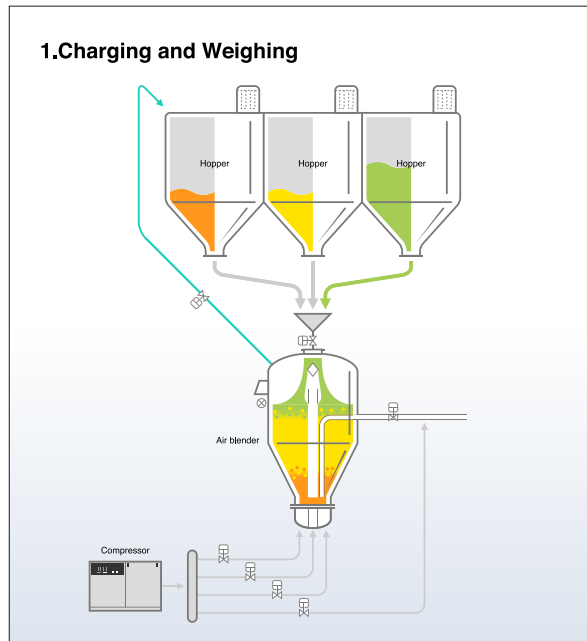 1.Charging and Weighing
Hopper
Hopper
Hopper
Air blender
Compressor